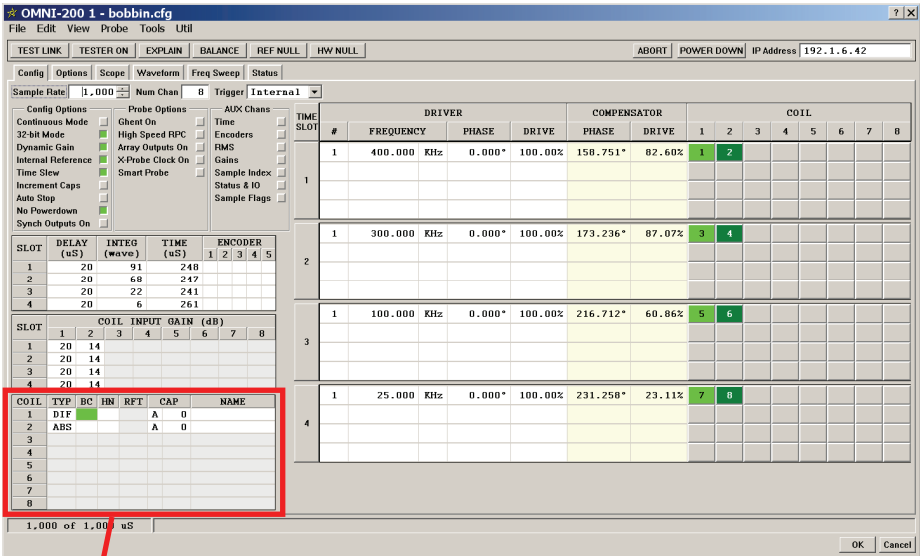 OMNI-200 1 - bobbin.cfg
File Edit View Probe Tools Util
TEST LINK TESTER ON EXPLAIN BALANCE REF NULL HW NULL ABORT POWER DOWN IP Address 192.1.6.42
Config Options Scope Waveform Freq Sweep Status
Sample Rate 1,000 Num Chan 8 Trigger Internal
Config Options
Continuous Mode
32-bit Mode
Dynamic Gain
Internal Reference
Time Slew
Increment Caps
Auto Stop
No Powerdown
Synch Outputs On
Probe Options
Ghent On
High Speed RPC
Array Outputs On
X-Probe Clock On
Smart Probe
AUX Chans
Time
Encoders
RMS
Gains
Sample Index
Status & IO
Sample Flags
SLOT DELAY (uS) INTEG (wave) TIME (uS) ENCODER 1 2 3 4 5
1 20 91 248
2 20 68 247
3 20 22 241
4 20 6 261
SLOT COIL INPUT GAIN (dB)
1 2 3 4 5 6 7 8
1 20 14
2 20 14
3 20 14
4 20 14
COIL TYP BC HN RFT CAP NAME
1 DIF A 0
2 ABS A 0
3
4
5
6
7
8
TIME SLOT DRIVER COMPENSATOR COIL
# FREQUENCY PHASE DRIVE PHASE DRIVE 1 2 3 4 5 6 7 8
1 1 400.000 KHz 0.000° 100.00% 158.751° 82.60% 1 2
2 1 300.000 KHz 0.000° 100.00% 173.236° 87.07% 3 4
3 1 100.000 KHz 0.000° 100.00% 216.712° 60.86% 5 6
4 1 25.000 KHz 0.000° 100.00% 231.258° 23.11% 7 8
1,000 of 1,000 uS
OK Cancel